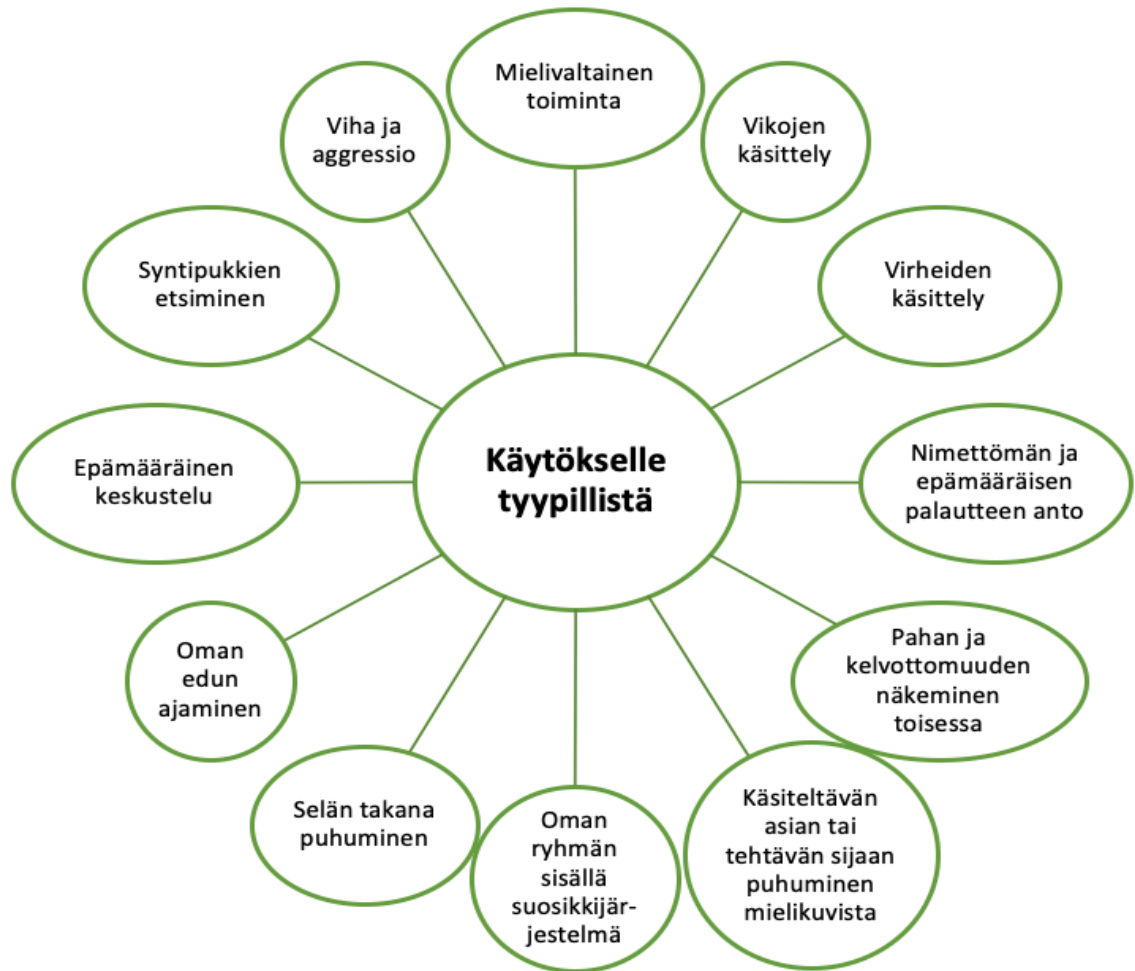 Mielivaltainen
toiminta
Vikojen
käsittely
Virheiden
käsittely
Nimettömän ja
epämääräisen
palautteen anto
Pahan ja
kelvottomuuden
näkeminen
toisessa
Käsiteltävän
asian tai
tehtävän sijaan
puhuminen
mielikuvista
Oman
ryhmän
sisällä
suosikkijär-
jestelmä
Selän takana
puhuminen
Oman
edun
ajaminen
Epämääräinen
keskustelu
Syntipukkien
etsiminen
Viha ja
aggressio
Käytökselle
tyypillistä